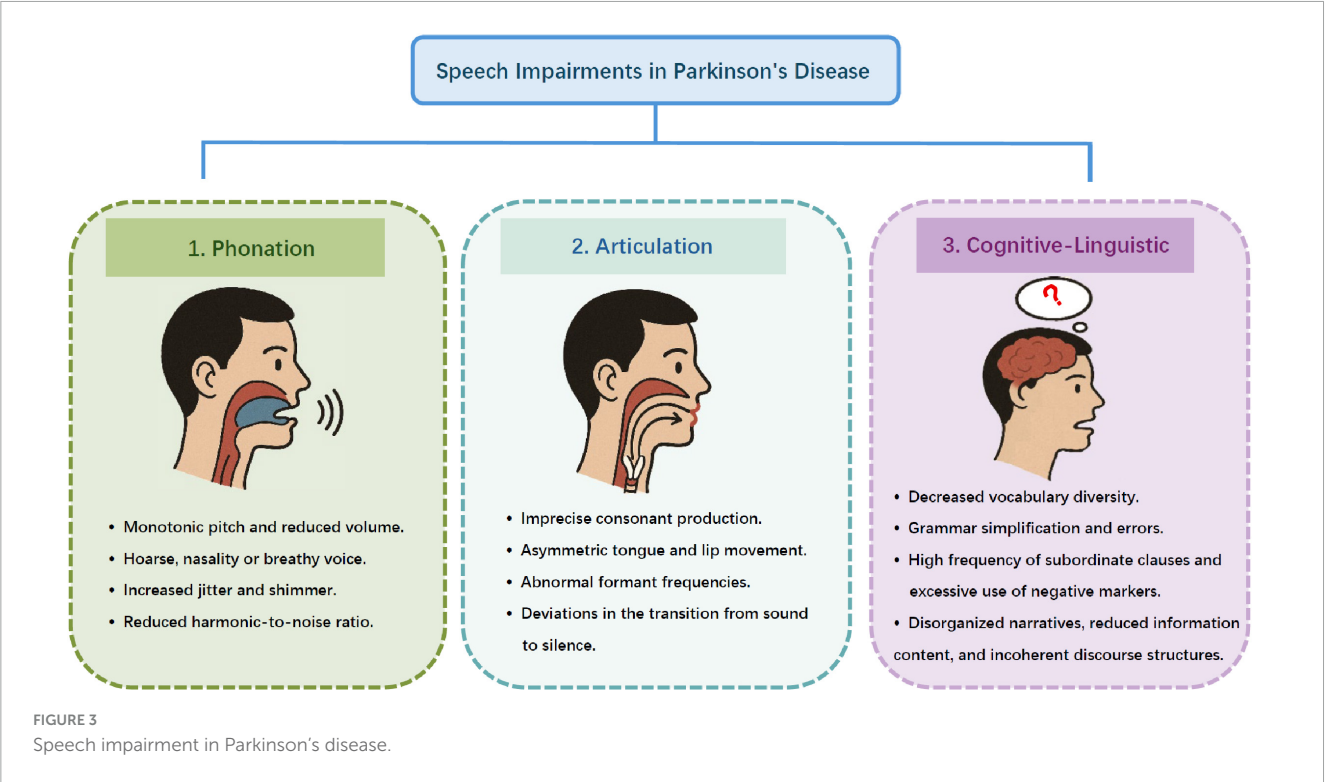 Speech Impairments in Parkinson's Disease
1. Phonation
• Monotonic pitch and reduced volume.
• Hoarse, nasality or breathy voice.
• Increased jitter and shimmer.
• Reduced harmonic-to-noise ratio.
2. Articulation
• Imprecise consonant production.
• Asymmetric tongue and lip movement.
• Abnormal formant frequencies.
• Deviations in the transition from sound
to silence.
3. Cognitive-Linguistic
?
• Decreased vocabulary diversity.
• Grammar simplification and errors.
• High frequency of subordinate clauses and
excessive use of negative markers.
• Disorganized narratives, reduced information
content, and incoherent discourse structures.
FIGURE 3
Speech impairment in Parkinson’s disease.